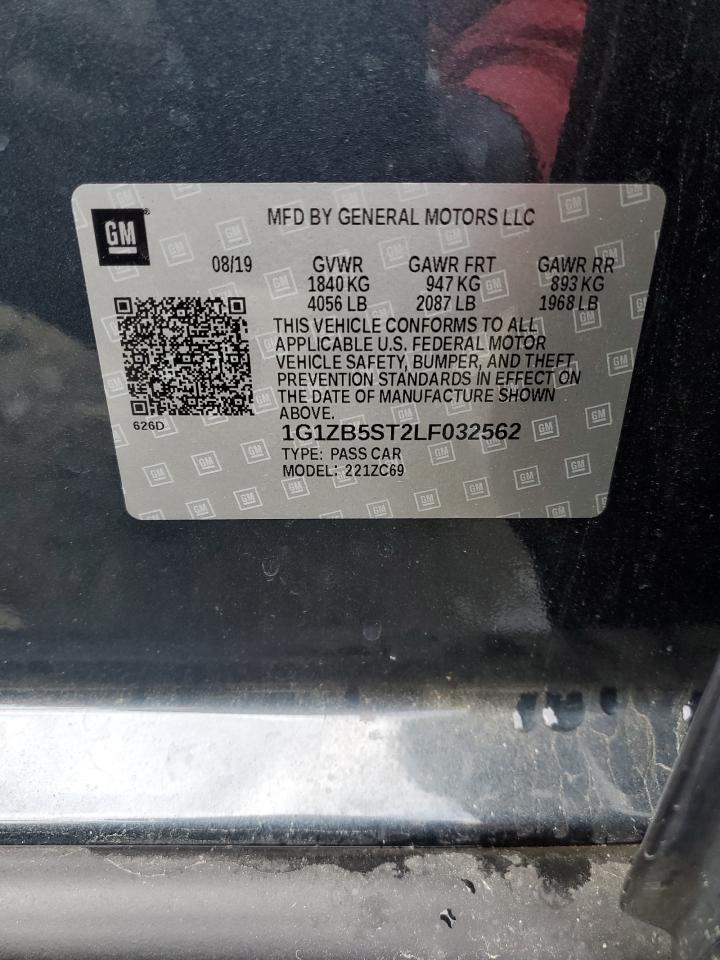 GM
MFD BY GENERAL MOTORS LLC
08/19 GVWR GAWR FRT GAWR RR
1840 KG 947 KG 893 KG
4056 LB 2087 LB 1968 LB
THIS VEHICLE CONFORMS TO ALL
APPLICABLE U.S. FEDERAL MOTOR
VEHICLE SAFETY, BUMPER, AND THEFT
PREVENTION STANDARDS IN EFFECT ON
THE DATE OF MANUFACTURE SHOWN
ABOVE.
626D
1G1ZB5ST2LF032562
TYPE: PASS CAR
MODEL: 221ZC69